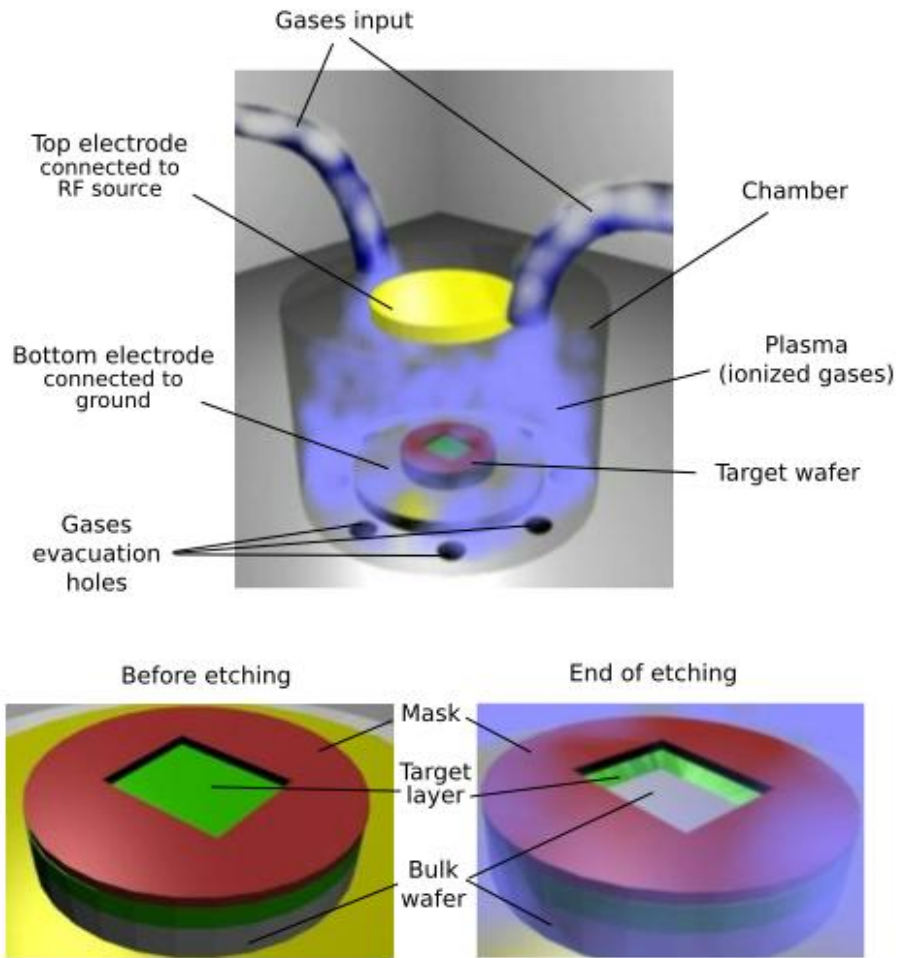 Gases input
Top electrode
connected to
RF source
Chamber
Bottom electrode
connected to
ground
Plasma
(ionized gases)
Target wafer
Gases
evacuation
holes
Before etching
End of etching
Mask
Target
layer
Bulk
wafer